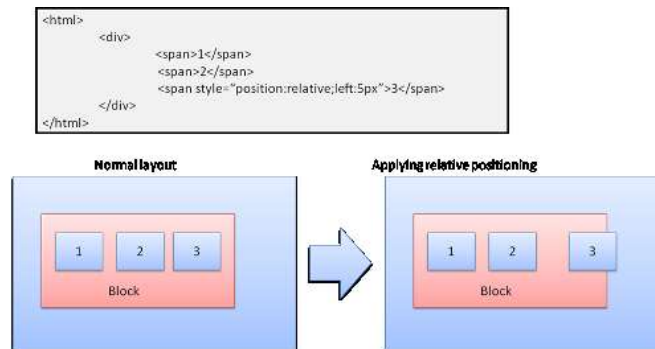 <html>
<div>
<span>1</span>
<span>2</span>
<span style="position:relative;left:5px">3</span>
</div>
</html>
Normal layout
Applying relative positioning
1 2 3
Block
1 2 3
Block